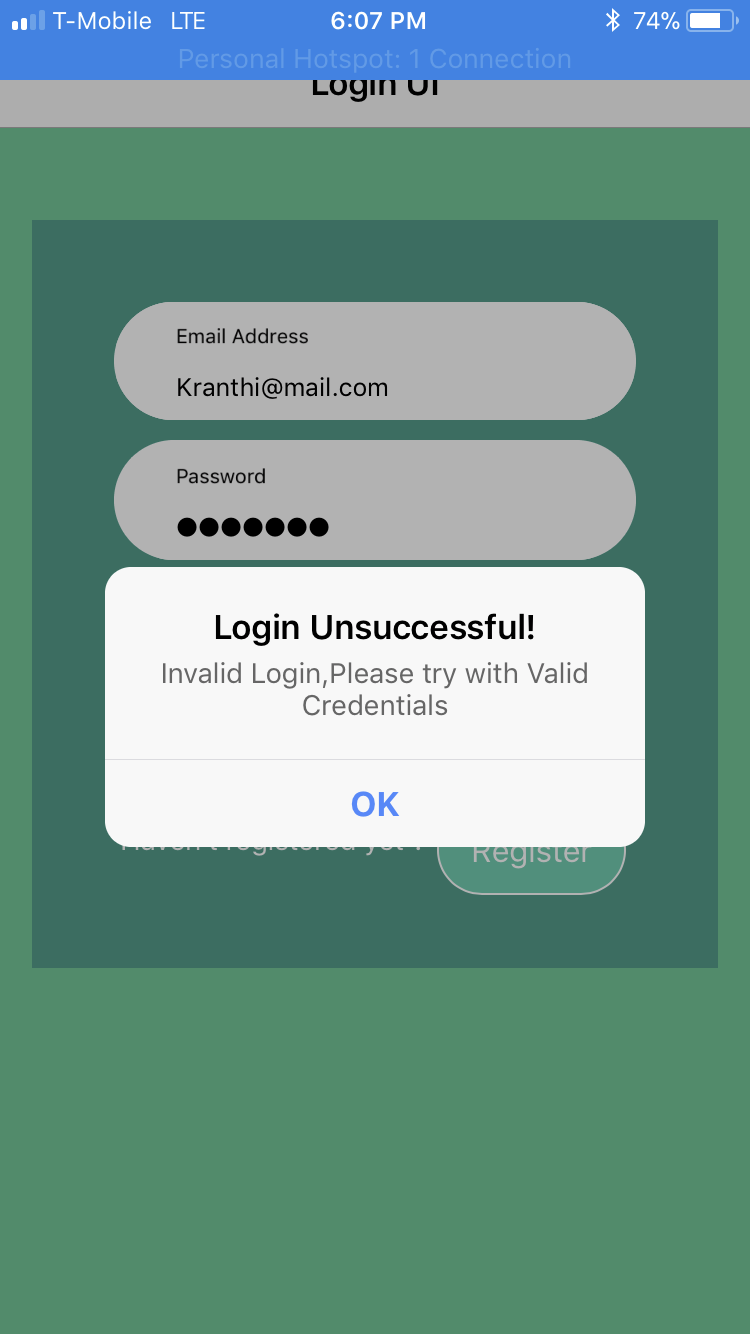 T-Mobile LTE 6:07 PM 74%
Personal Hotspot: 1 Connection
Login UI
Email Address
Kranthi@mail.com
Password
Login Unsuccessful!
Invalid Login,Please try with Valid
Credentials
OK
Haven't registered yet ? Register